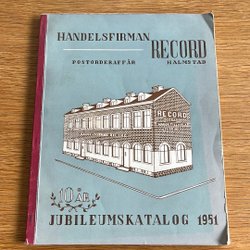 HANDELSFIRMAN
RECORD
POSTORDERAFFÄR
HALMSTAD
RECORD
10 ÅR
JUBILEUMSKATALOG 1951